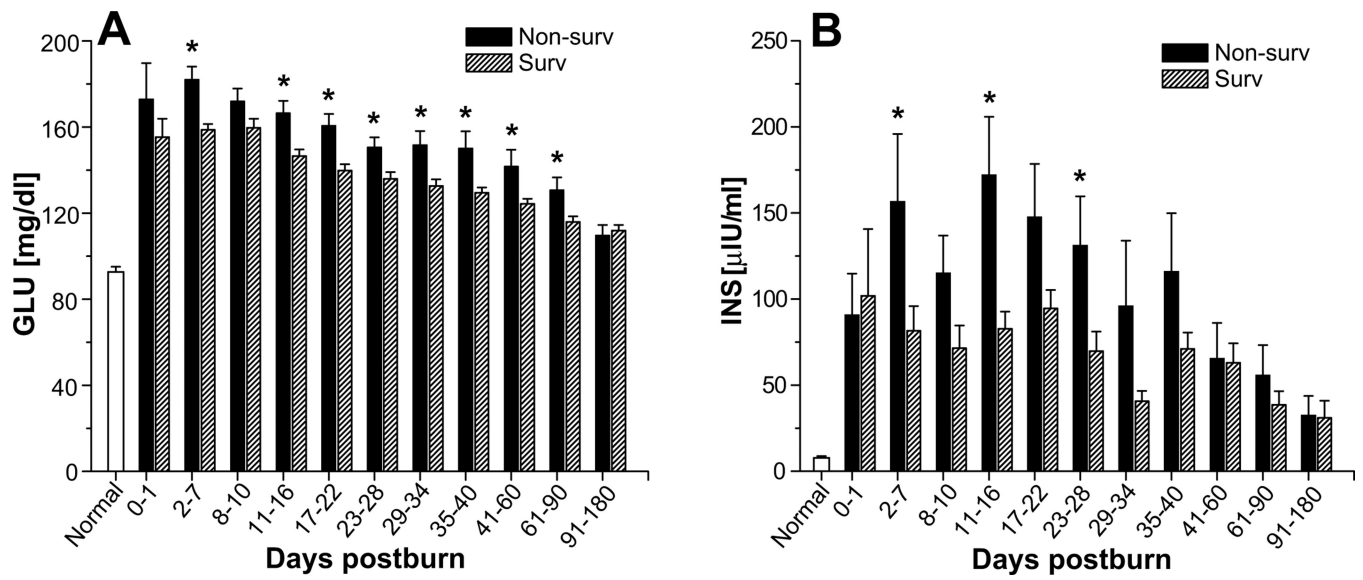 A
Non-surv
Surv
GLU [mg/dl]
200
160
120
80
40
0
* * * * * * * *
Normal 0-1 2-7 8-10 11-16 17-22 23-28 29-34 35-40 41-60 61-90 91-180
Days postburn
B
Non-surv
Surv
INS[µIU/ml]
250
200
150
100
50
0
* * *
Normal 0-1 2-7 8-10 11-16 17-22 23-28 29-34 35-40 41-60 61-90 91-180
Days postburn